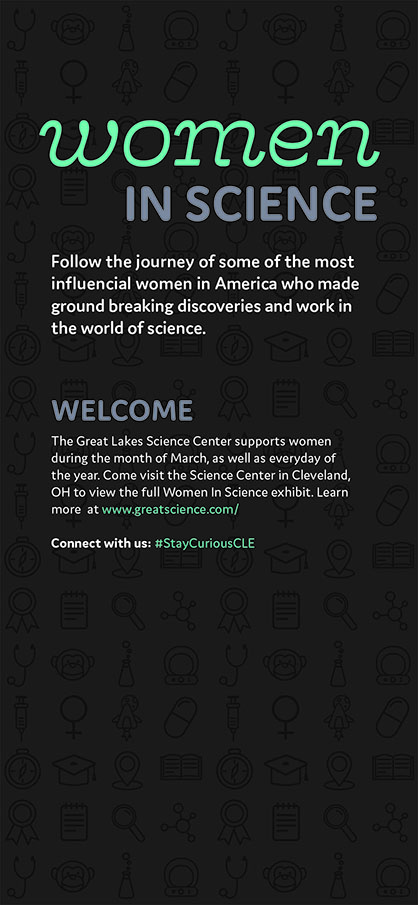 women
IN SCIENCE
Follow the journey of some of the most
influencial women in America who made
ground breaking discoveries and work in
the world of science.
WELCOME
The Great Lakes Science Center supports women
during the month of March, as well as everyday of
the year. Come visit the Science Center in Cleveland,
OH to view the full Women In Science exhibit. Learn
more at www.greatscience.com/
Connect with us: #StayCuriousCLE